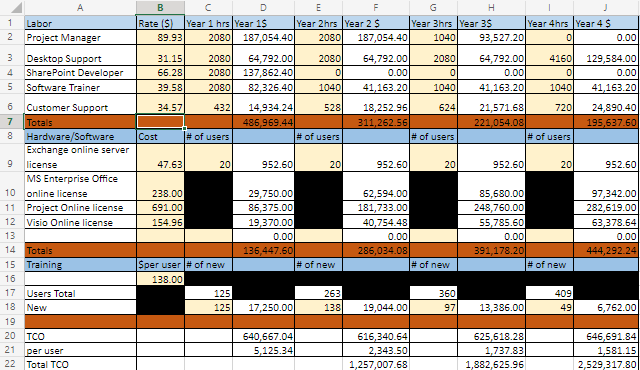 A B C D E F G H I J
1 Labor Rate ($) Year 1 hrs Year 1$ Year 2hrs Year 2 $ Year 3hrs Year 3$ Year 4hrs Year 4 $
2 Project Manager 89.93 2080 187,054.40 2080 187,054.40 1040 93,527.20 0 0.00
3 Desktop Support 31.15 2080 64,792.00 2080 64,792.00 2080 64,792.00 4160 129,584.00
4 SharePoint Developer 66.28 2080 137,862.40 0 0.00 0 0.00 0 0.00
5 Software Trainer 39.58 2080 82,326.40 1040 41,163.20 1040 41,163.20 1040 41,163.20
6 Customer Support 34.57 432 14,934.24 528 18,252.96 624 21,571.68 720 24,890.40
7 Totals 486,969.44 311,262.56 221,054.08 195,637.60
8 Hardware/Software Cost # of users # of users # of users # of users
Exchange online server
9 license 47.63 20 952.60 20 952.60 20 952.60 20 952.60
MS Enterprise Office
10 online license 238.00 29,750.00 62,594.00 85,680.00 97,342.00
11 Project Online license 691.00 86,375.00 181,733.00 248,760.00 282,619.00
12 Visio Online license 154.96 19,370.00 40,754.48 55,785.60 63,378.64
13 0.00 0.00 0.00 0.00
14 Totals 136,447.60 286,034.08 391,178.20 444,292.24
15 Training $per user # of new # of new # of new # of new
16 138.00
17 Users Total 125 263 360 409
18 New 125 17,250.00 138 19,044.00 97 13,386.00 49 6,762.00
19
20 TCO 640,667.04 616,340.64 625,618.28 646,691.84
21 per user 5,125.34 2,343.50 1,737.83 1,581.15
22 Total TCO 1,257,007.68 1,882,625.96 2,529,317.80